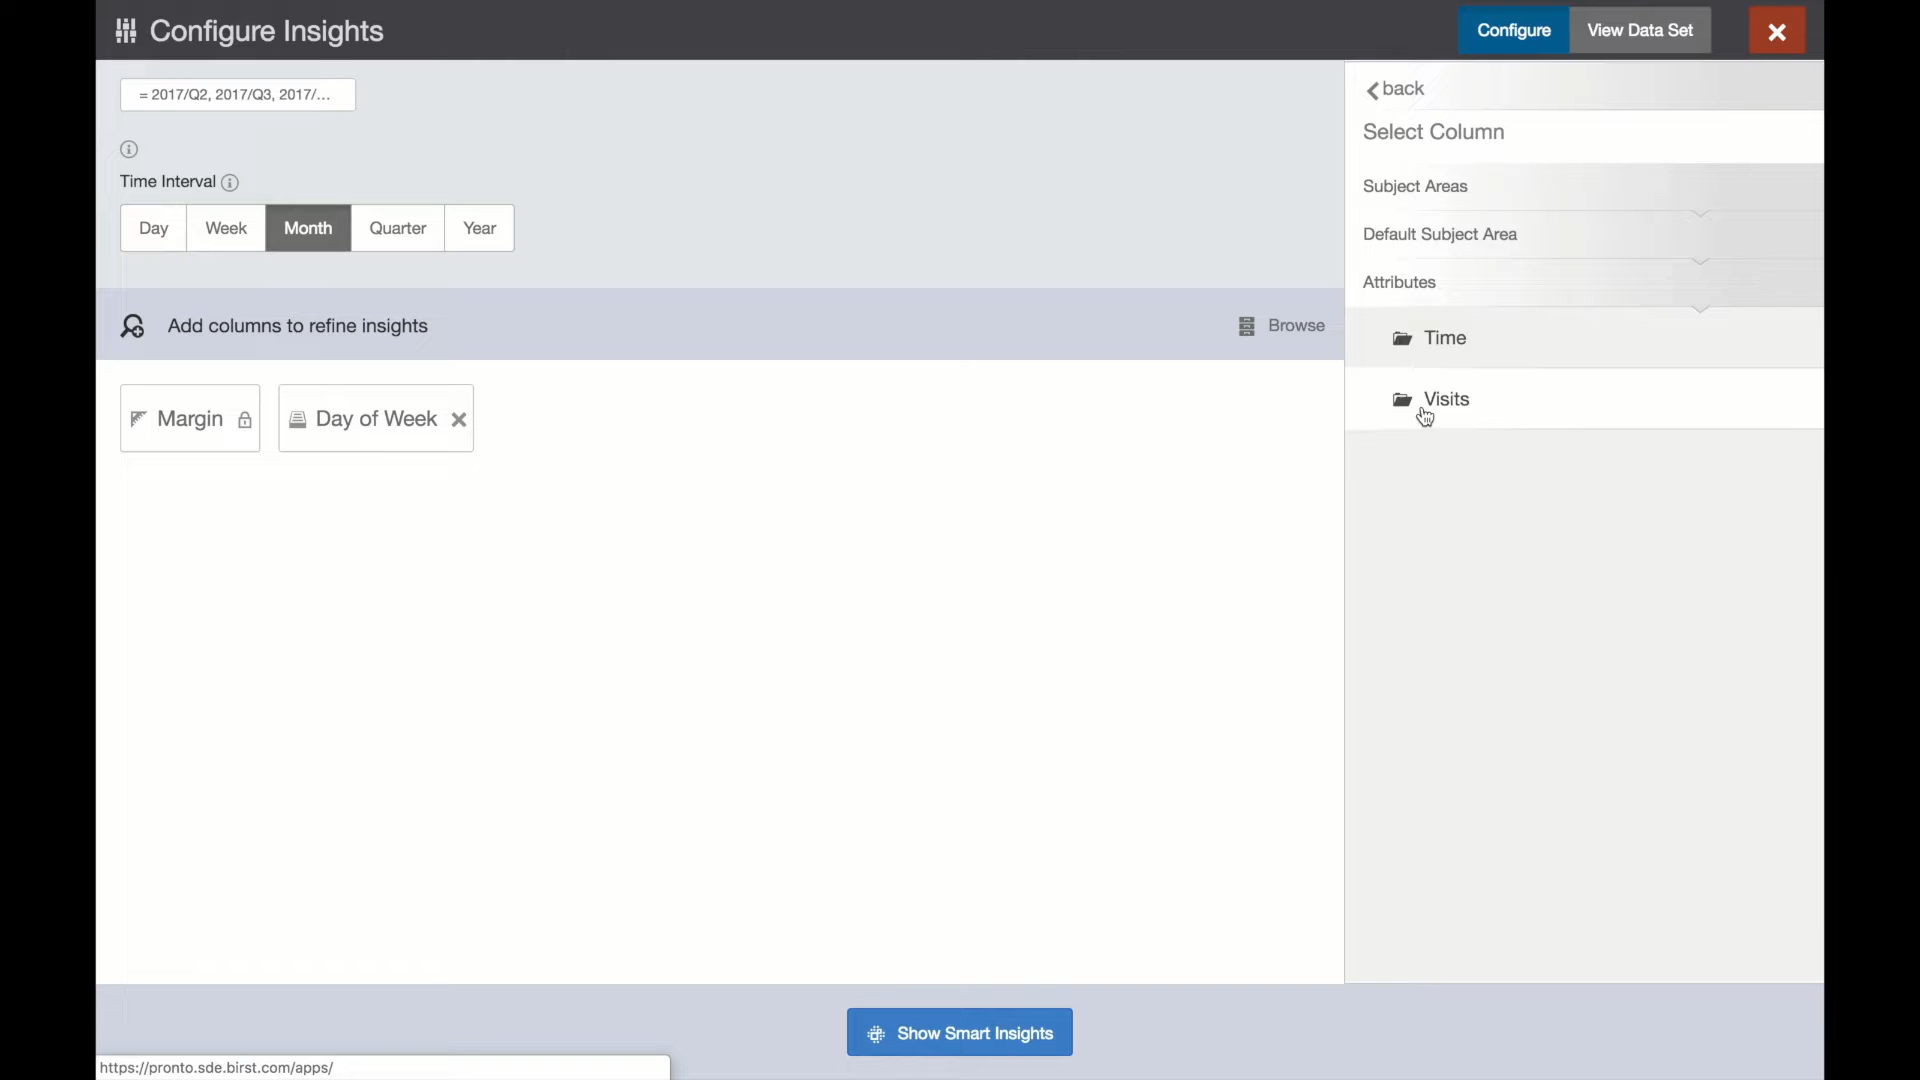 Configure Insights
Configure
View Data Set
= 2017/Q2, 2017/Q3, 2017/...
Time Interval
Day
Week
Month
Quarter
Year
Add columns to refine insights
Browse
Margin
Day of Week
back
Select Column
Subject Areas
Default Subject Area
Attributes
Time
Visits
Show Smart Insights
https://pronto.sde.birst.com/apps/